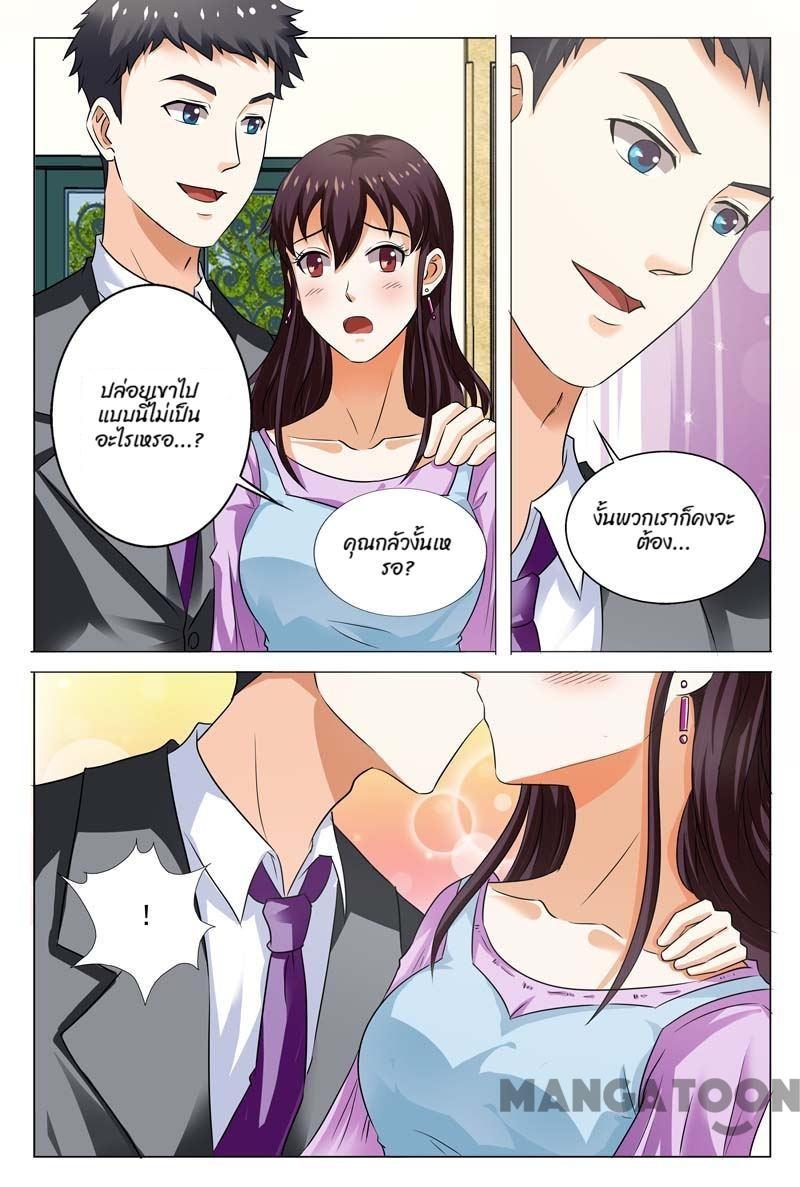 ปล่อยเขาไป
แบบนี้ไม่เป็น
อะไรเหรอ...?
คุณกลัวงั้นเห
รอ?
งั้นพวกเราก็คงจะ
ต้อง...
!
MANGATOON